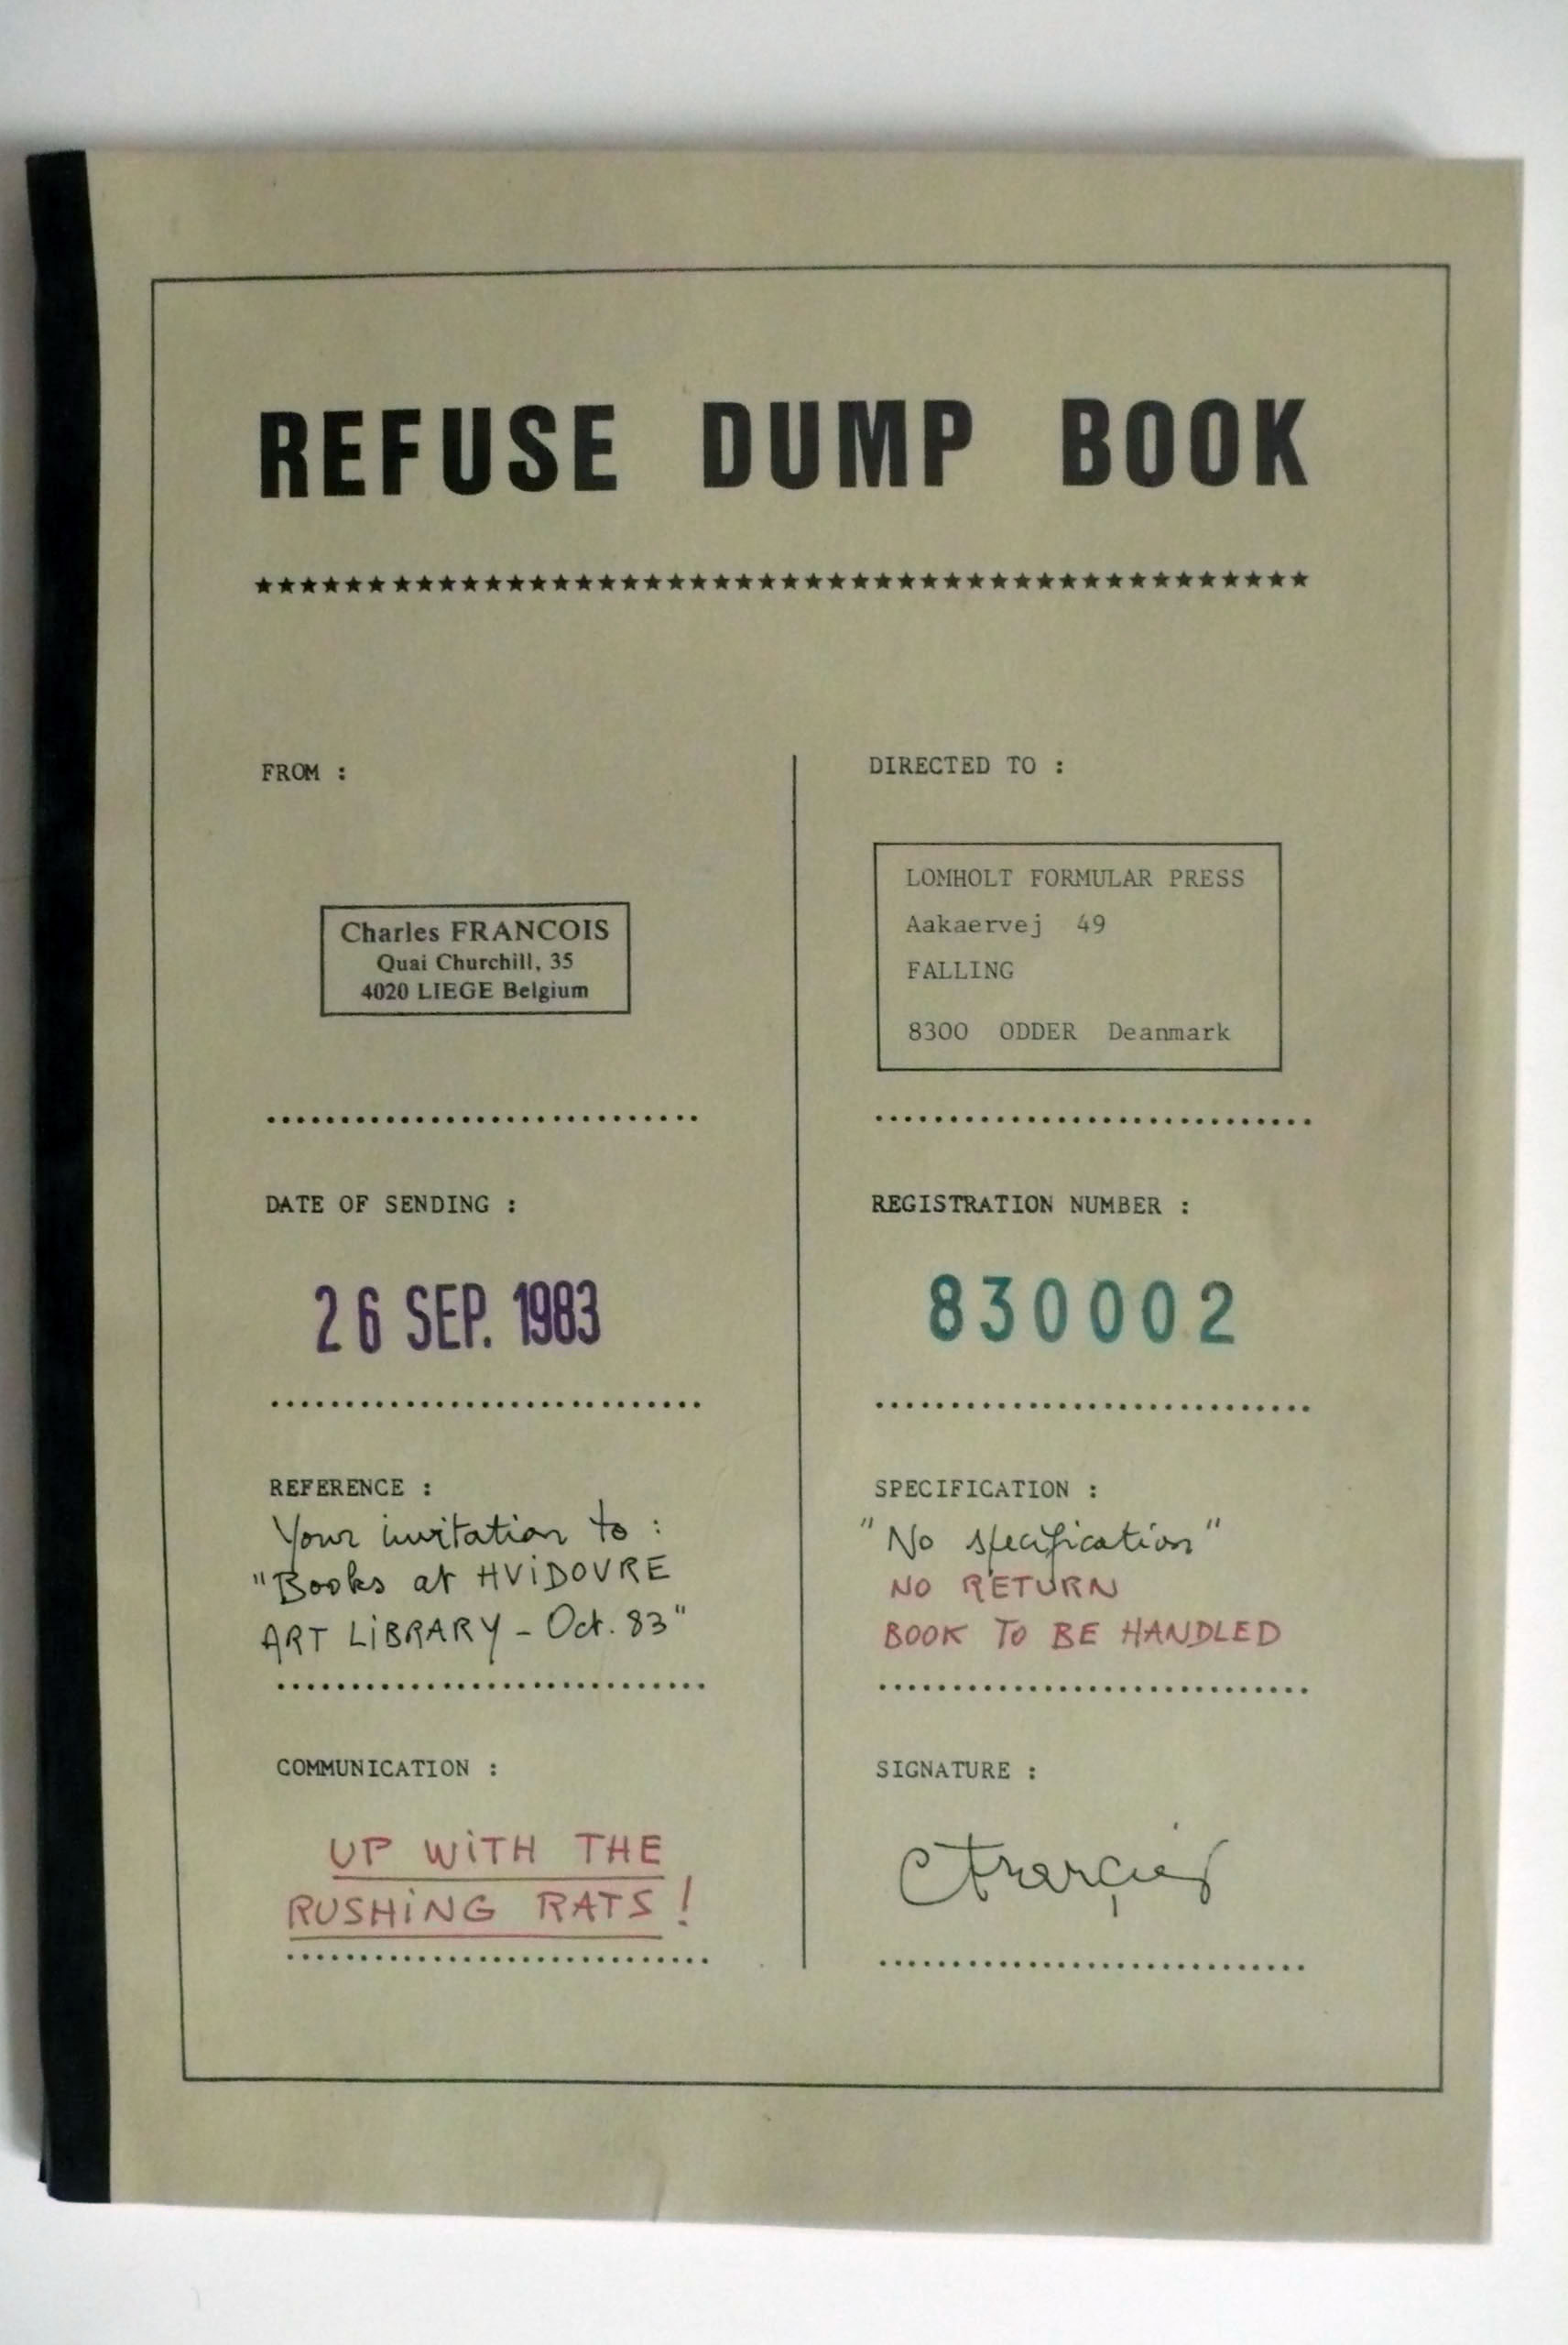 REFUSE DUMP BOOK
★★★★★★★★★★★★★★★★★★★★★★★★★★★★★★★★★★★★★★★★★★★★★★
FROM :
Charles FRANCOIS
Quai Churchill, 35
4020 LIEGE Belgium
DIRECTED TO :
LOMHOLT FORMULAR PRESS
Aakaervej 49
FALLING
8300 ODDER Deanmark
DATE OF SENDING :
26 SEP. 1983
REGISTRATION NUMBER :
830002
REFERENCE :
Your invitation to :
"Books at HViDOVRE
ART LiBRARY - Oct. 83"
SPECIFICATION :
"No specification"
NO RETURN
BOOK TO BE HANDLED
COMMUNICATION :
UP WiTH THE
RUSHiNG RATS !
SIGNATURE :